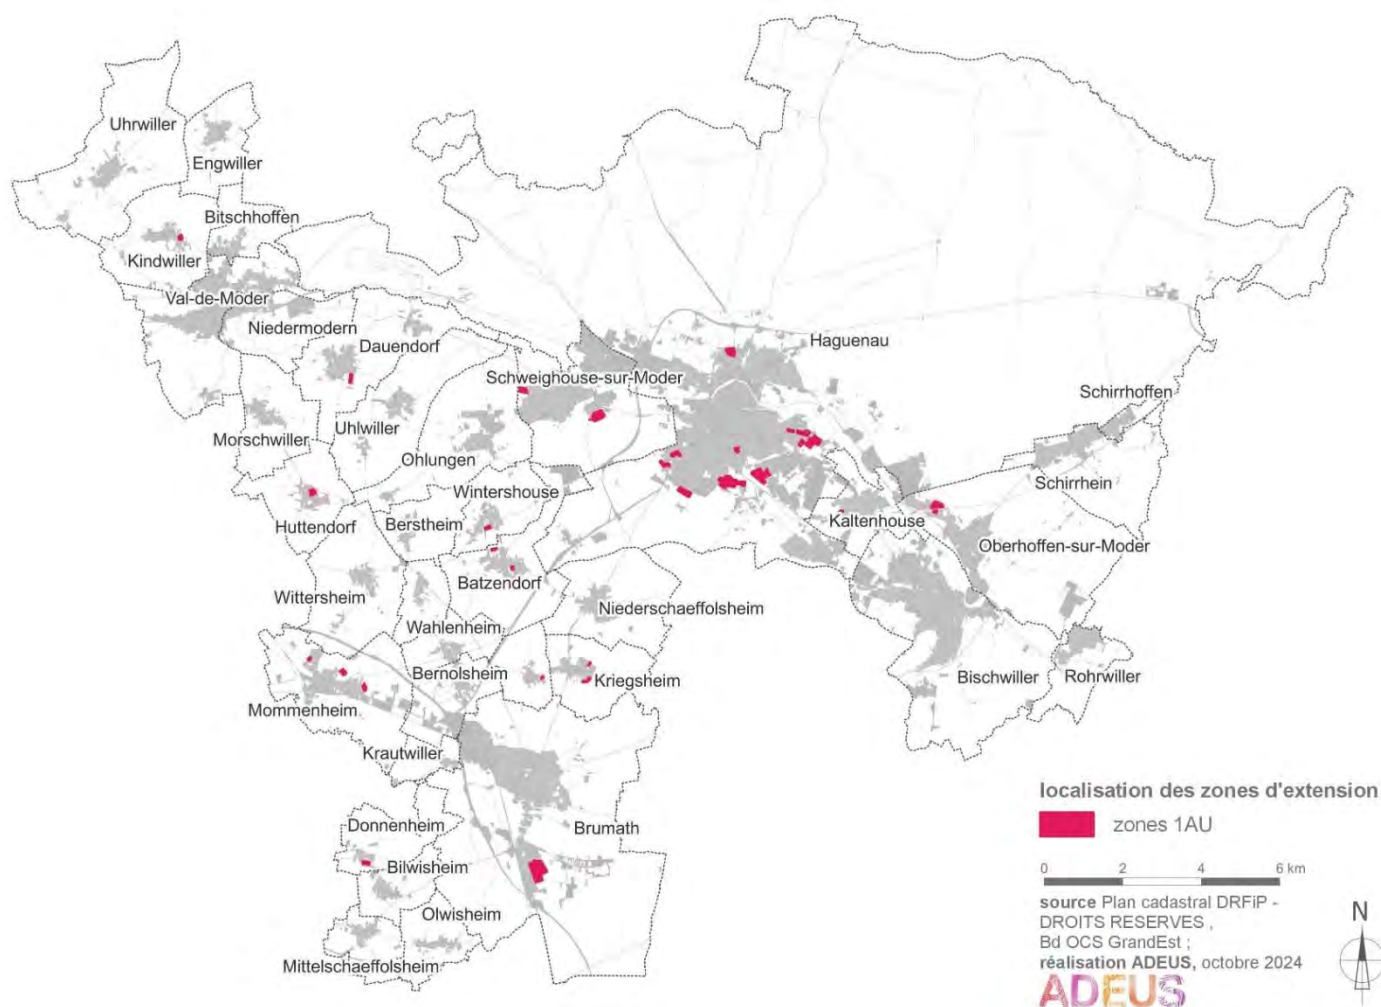 Uhrwiller
Engwiller
Bitschhoffen
Kindwiller
Val-de-Moder
Niedermodern
Dauendorf
Haguenau
Schweighouse-sur-Moder
Schirrhoffen
Morschwiller
Uhlwiller
Ohlungen
Schirrhein
Wintershouse
Huttendorf
Berstheim
Kaltenhouse
Oberhoffen-sur-Moder
Batzendorf
Wittersheim
Niederschaeffolsheim
Wahlenheim
Bernolsheim
Kriegsheim
Bischwiller
Rohrwiller
Mommenheim
Krautwiller
Donnenheim
Brumath
Bilwisheim
Olwisheim
Mittelschaeffolsheim
localisation des zones d'extension
zones 1AU
0 2 4 6 km
source Plan cadastral DRFiP -
DROITS RESERVES ,
Bd OCS GrandEst ;
réalisation ADEUS, octobre 2024
N
ADEUS